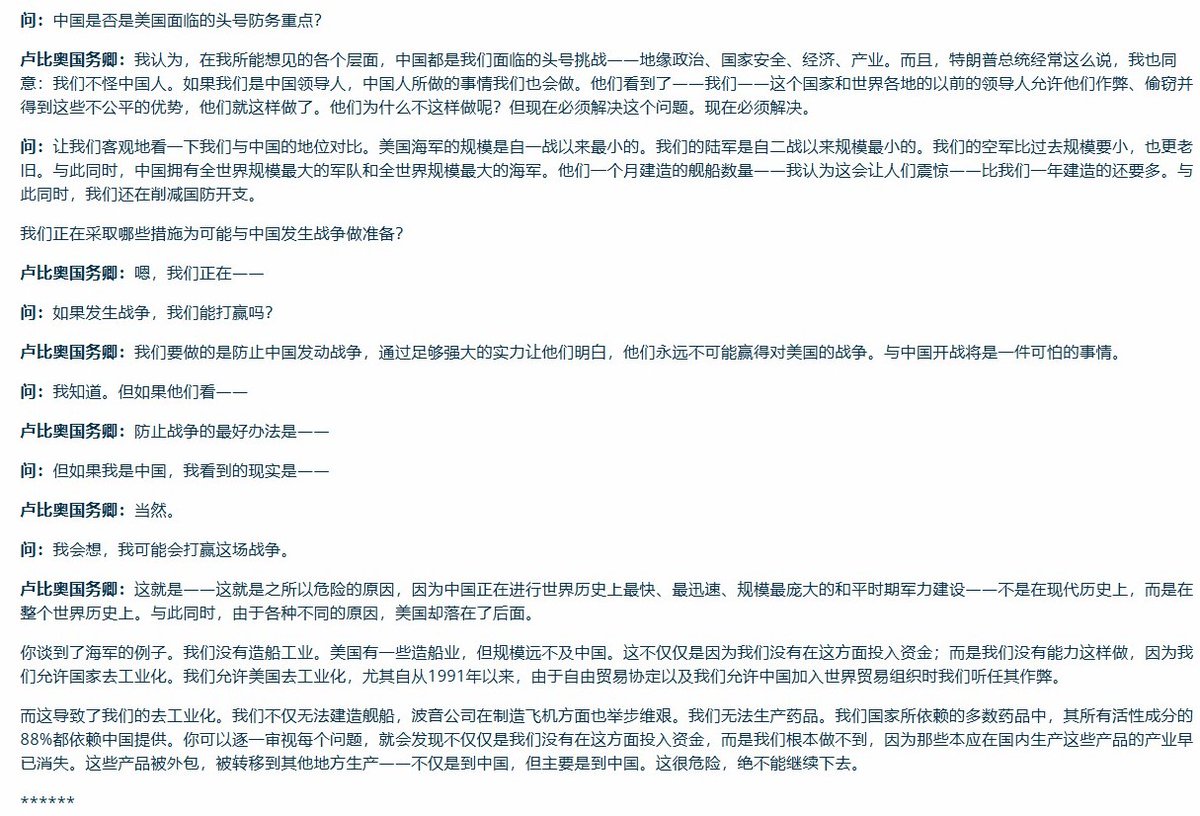 问：中国是否是美国面临的头号防务重点？
卢比奥国务卿：我认为，在我所能想见的各个层面，中国都是我们面临的头号挑战——地缘政治、国家安全、经济、产业。而且，特朗普总统经常这么说，我也同
意：我们不怪中国人。如果我们是中国领导人，中国人所做的事情我们也会做。他们看到了——我们——这个国家和世界各地的以前的领导人允许他们作弊、偷窃并
得到这些不公平的优势，他们就这样做了。他们为什么不这样做呢？但现在必须解决这个问题。现在必须解决。
问：让我们客观地看一下我们与中国的地位对比。美国海军的规模是自一战以来最小的。我们的陆军是自二战以来规模最小的。我们的空军比过去规模要小，也更老
旧。与此同时，中国拥有全世界规模最大的军队和全世界规模最大的海军。他们一个月建造的舰船数量——我认为这会让人们震惊——比我们一年建造的还要多。与
此同时，我们还在削减国防开支。
我们正在采取哪些措施为可能与中国发生战争做准备？
卢比奥国务卿：嗯，我们正在——
问：如果发生战争，我们能打赢吗？
卢比奥国务卿：我们要做的是防止中国发动战争，通过足够强大的实力让他们明白，他们永远不可能赢得对美国的战争。与中国开战将是一件可怕的事情。
问：我知道。但如果他们看——
卢比奥国务卿：防止战争的最好办法是——
问：但如果我是中国，我看到的现实是——
卢比奥国务卿：当然。
问：我会想，我可能会打赢这场战争。
卢比奥国务卿：这就是——这就是之所以危险的原因，因为中国正在进行世界历史上最快、最迅速、规模最庞大的和平时期军力建设——不是在现代历史上，而是在
整个世界历史上。与此同时，由于各种不同的原因，美国却落在了后面。
你谈到了海军的例子。我们没有造船工业。美国有一些造船业，但规模远不及中国。这不仅仅是因为我们没有在这方面投入资金；而是我们没有能力这样做，因为我
们允许国家去工业化。我们允许美国去工业化，尤其自从1991年以来，由于自由贸易协定以及我们允许中国加入世界贸易组织时我们听任其作弊。
而这导致了我们的去工业化。我们不仅无法建造舰船，波音公司在制造飞机方面也举步维艰。我们无法生产药品。我们国家所依赖的多数药品中，其所有活性成分的
88%都依赖中国提供。你可以逐一审视每个问题，就会发现不仅仅是我们没有在这方面投入资金，而是我们根本做不到，因为那些本应在国内生产这些产品的产业早
已消失。这些产品被外包，被转移到其他地方生产——不仅是到中国，但主要是到中国。这很危险，绝不能继续下去。
******